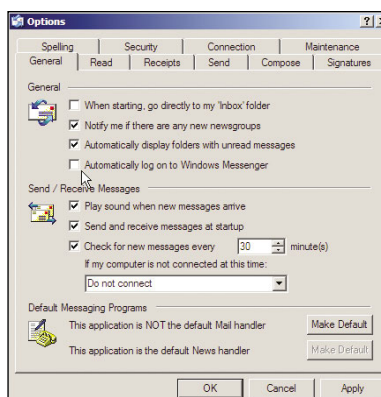 Options
Spelling Security Connection Maintenance
General Read Receipts Send Compose Signatures
General
When starting, go directly to my 'Inbox' folder
Notify me if there are any new newsgroups
Automatically display folders with unread messages
Automatically log on to Windows Messenger
Send / Receive Messages
Play sound when new messages arrive
Send and receive messages at startup
Check for new messages every 30 minute(s)
If my computer is not connected at this time:
Do not connect
Default Messaging Programs
This application is NOT the default Mail handler Make Default
This application is the default News handler Make Default
OK Cancel Apply